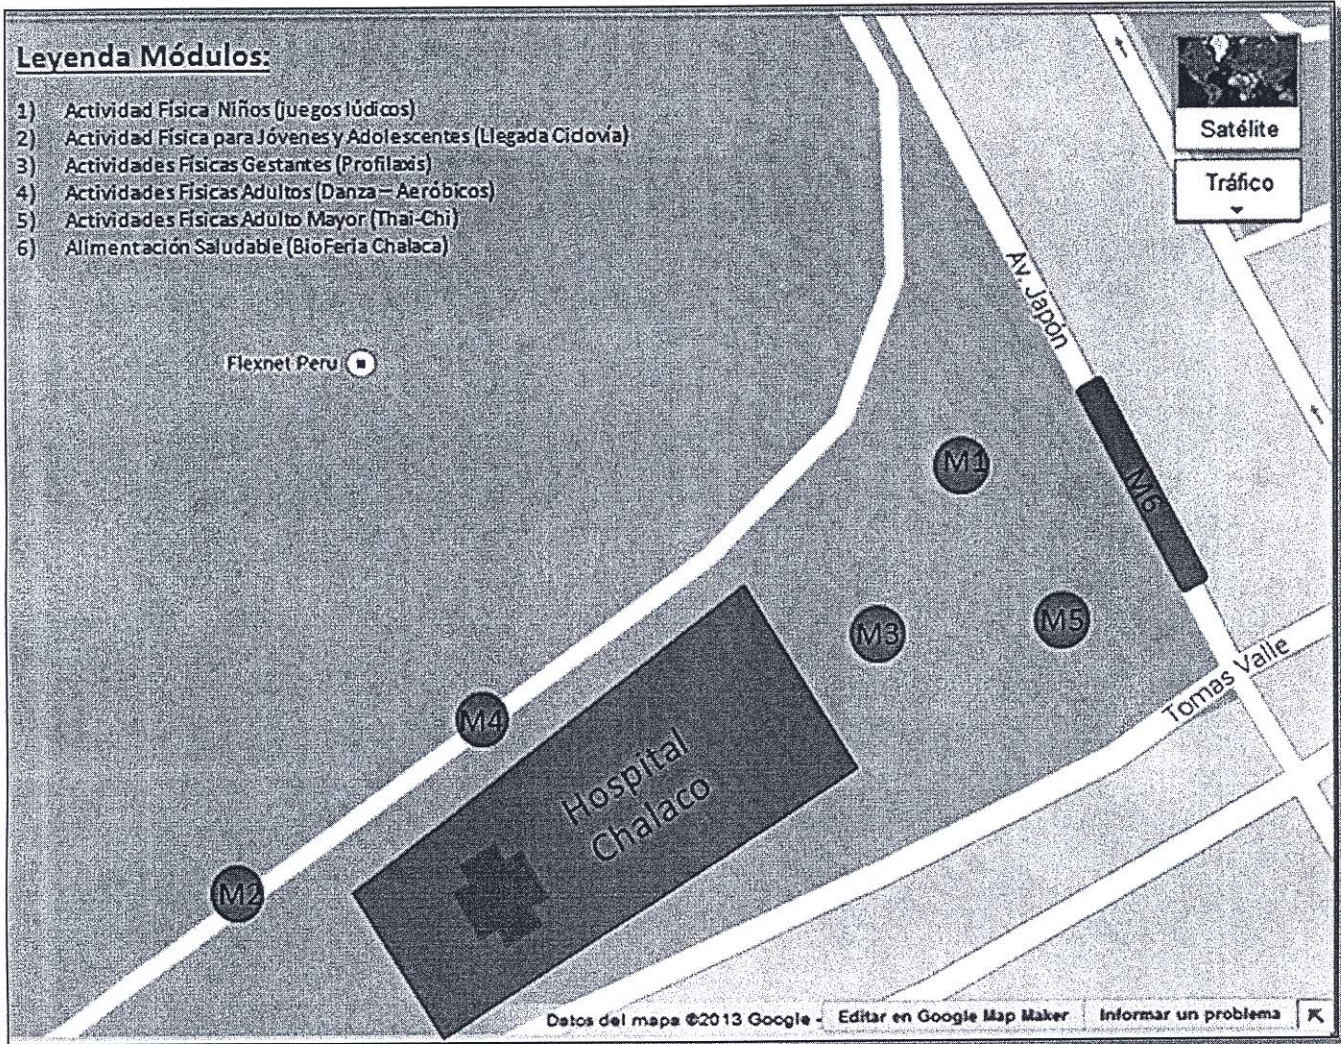 Leyenda Módulos:
1) Actividad Física Niños (juegos lúdicos)
2) Actividad Física para Jóvenes y Adolescentes (Llegada Ciclovía)
3) Actividades Físicas Gestantes (Profilaxis)
4) Actividades Físicas Adultos (Danza – Aeróbicos)
5) Actividades Físicas Adulto Mayor (Thai-Chi)
6) Alimentación Saludable (BioFeria Chalaca)
Satélite
Tráfico
Av. Japón
Flexnet Peru
M1
M6
M3
M5
Tomas Valle
M4
Hospital
Chalaco
M2
Datos del mapa ©2013 Google -
Editar en Google Map Maker
Informar un problema